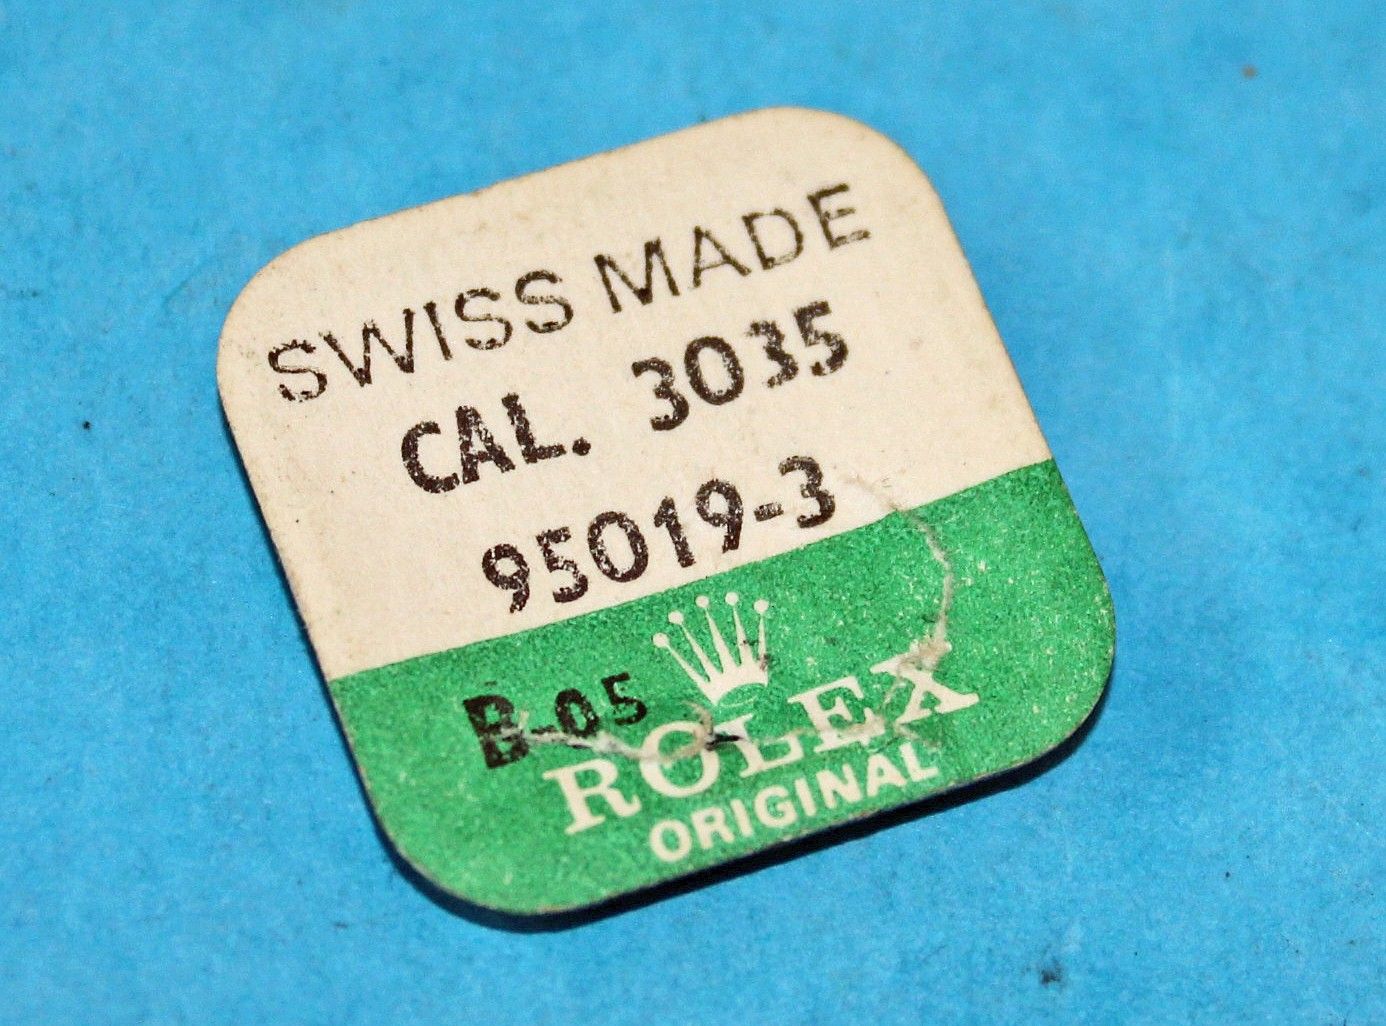 SWISS MADE
CAL. 3035
95019-3
B-05
ROLEX
ORIGINAL